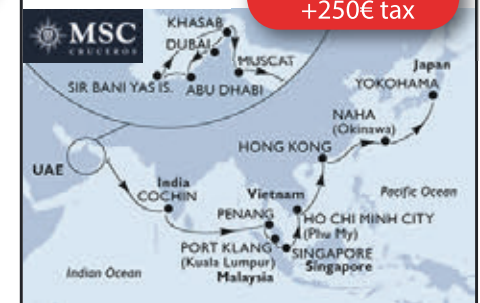 +250€ tax
MSC
CRUCEROS
KHASAB
DUBAI
MUSCAT
SIR BANI YAS IS.
ABU DHABI
Japan
YOKOHAMA
NAHA
(Okinawa)
HONG KONG
UAE
India
COCHIN
Vietnam
Pacific Ocean
PENANG
HO CHI MINH CITY
(Phu My)
PORT KLANG
(Kuala Lumpur)
Malaysia
SINGAPORE
Singapore
Indian Ocean